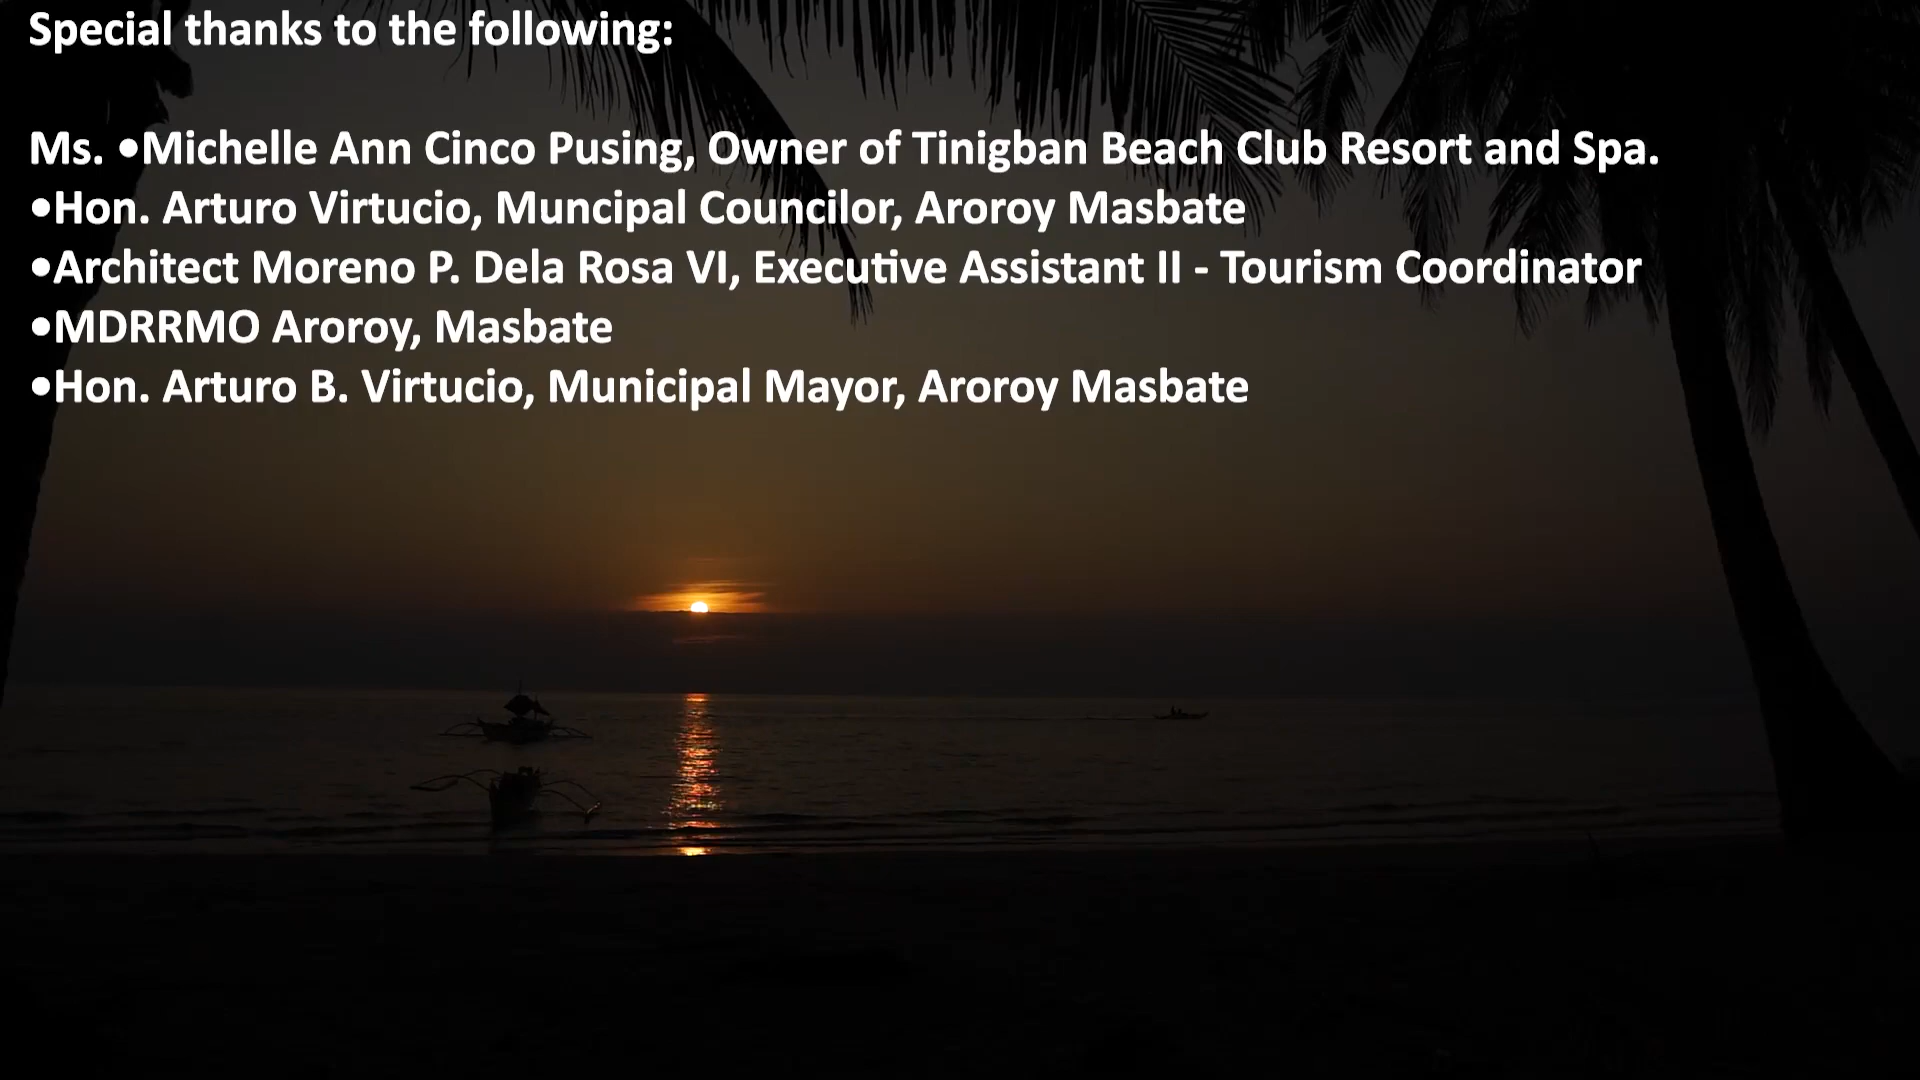 Special thanks to the following:
Ms. •Michelle Ann Cinco Pusing, Owner of Tinigban Beach Club Resort and Spa.
•Hon. Arturo Virtucio, Muncipal Councilor, Aroroy Masbate
•Architect Moreno P. Dela Rosa VI, Executive Assistant II - Tourism Coordinator
•MDRRMO Aroroy, Masbate
•Hon. Arturo B. Virtucio, Municipal Mayor, Aroroy Masbate